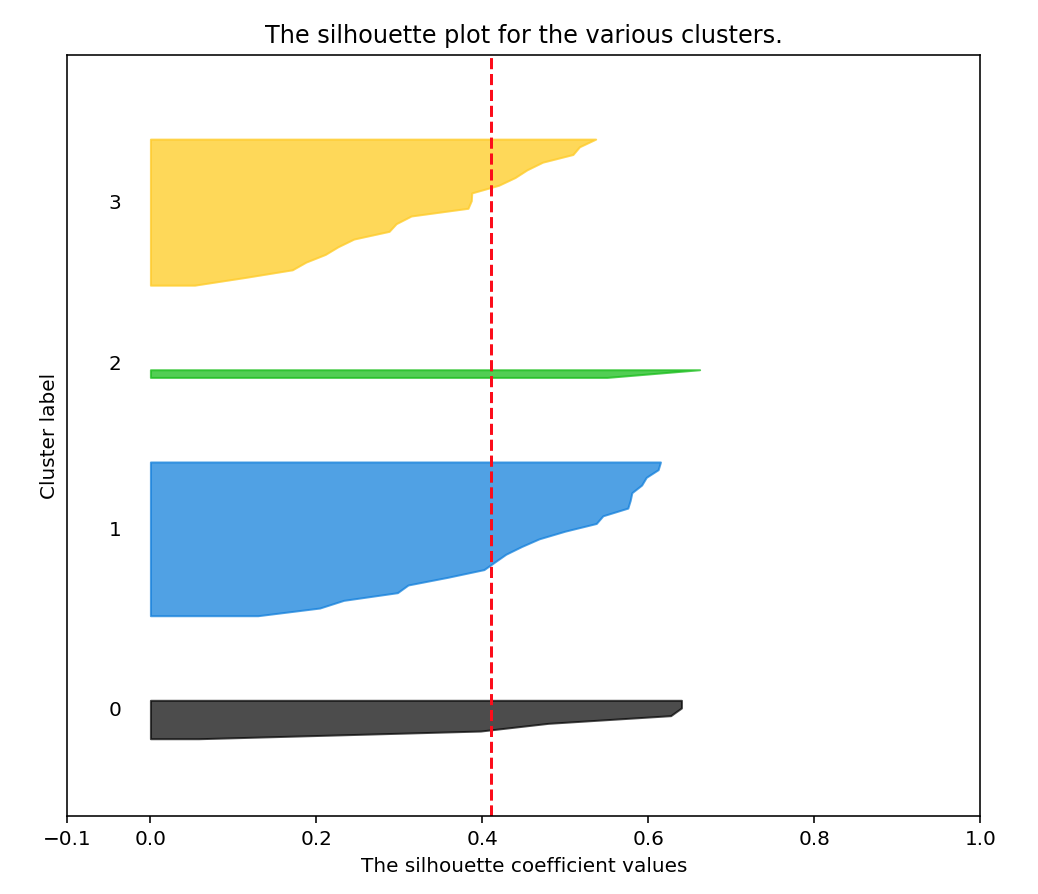 The silhouette plot for the various clusters.
3
2
1
0
Cluster label
−0.1 0.0 0.2 0.4 0.6 0.8 1.0
The silhouette coefficient values